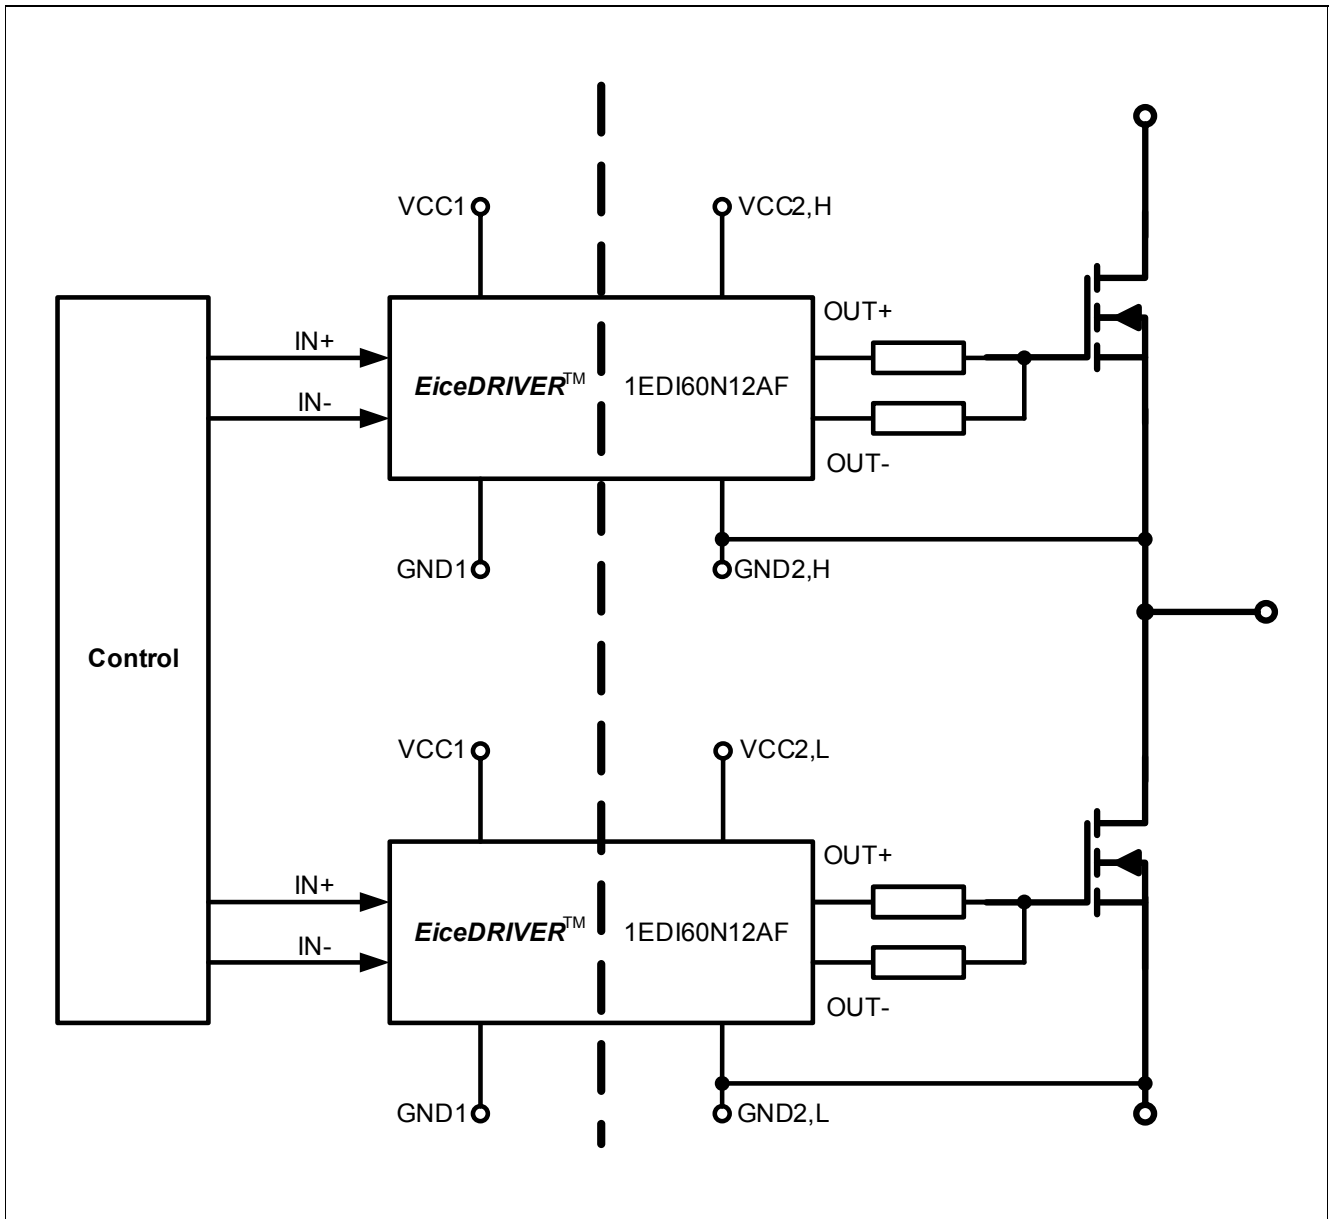 VCC1
VCC2,H
OUT+
IN+
EiceDRIVER™
1EDI60N12AF
IN-
OUT-
GND1
GND2,H
Control
VCC1
VCC2,L
OUT+
IN+
EiceDRIVER™
1EDI60N12AF
IN-
OUT-
GND1
GND2,L